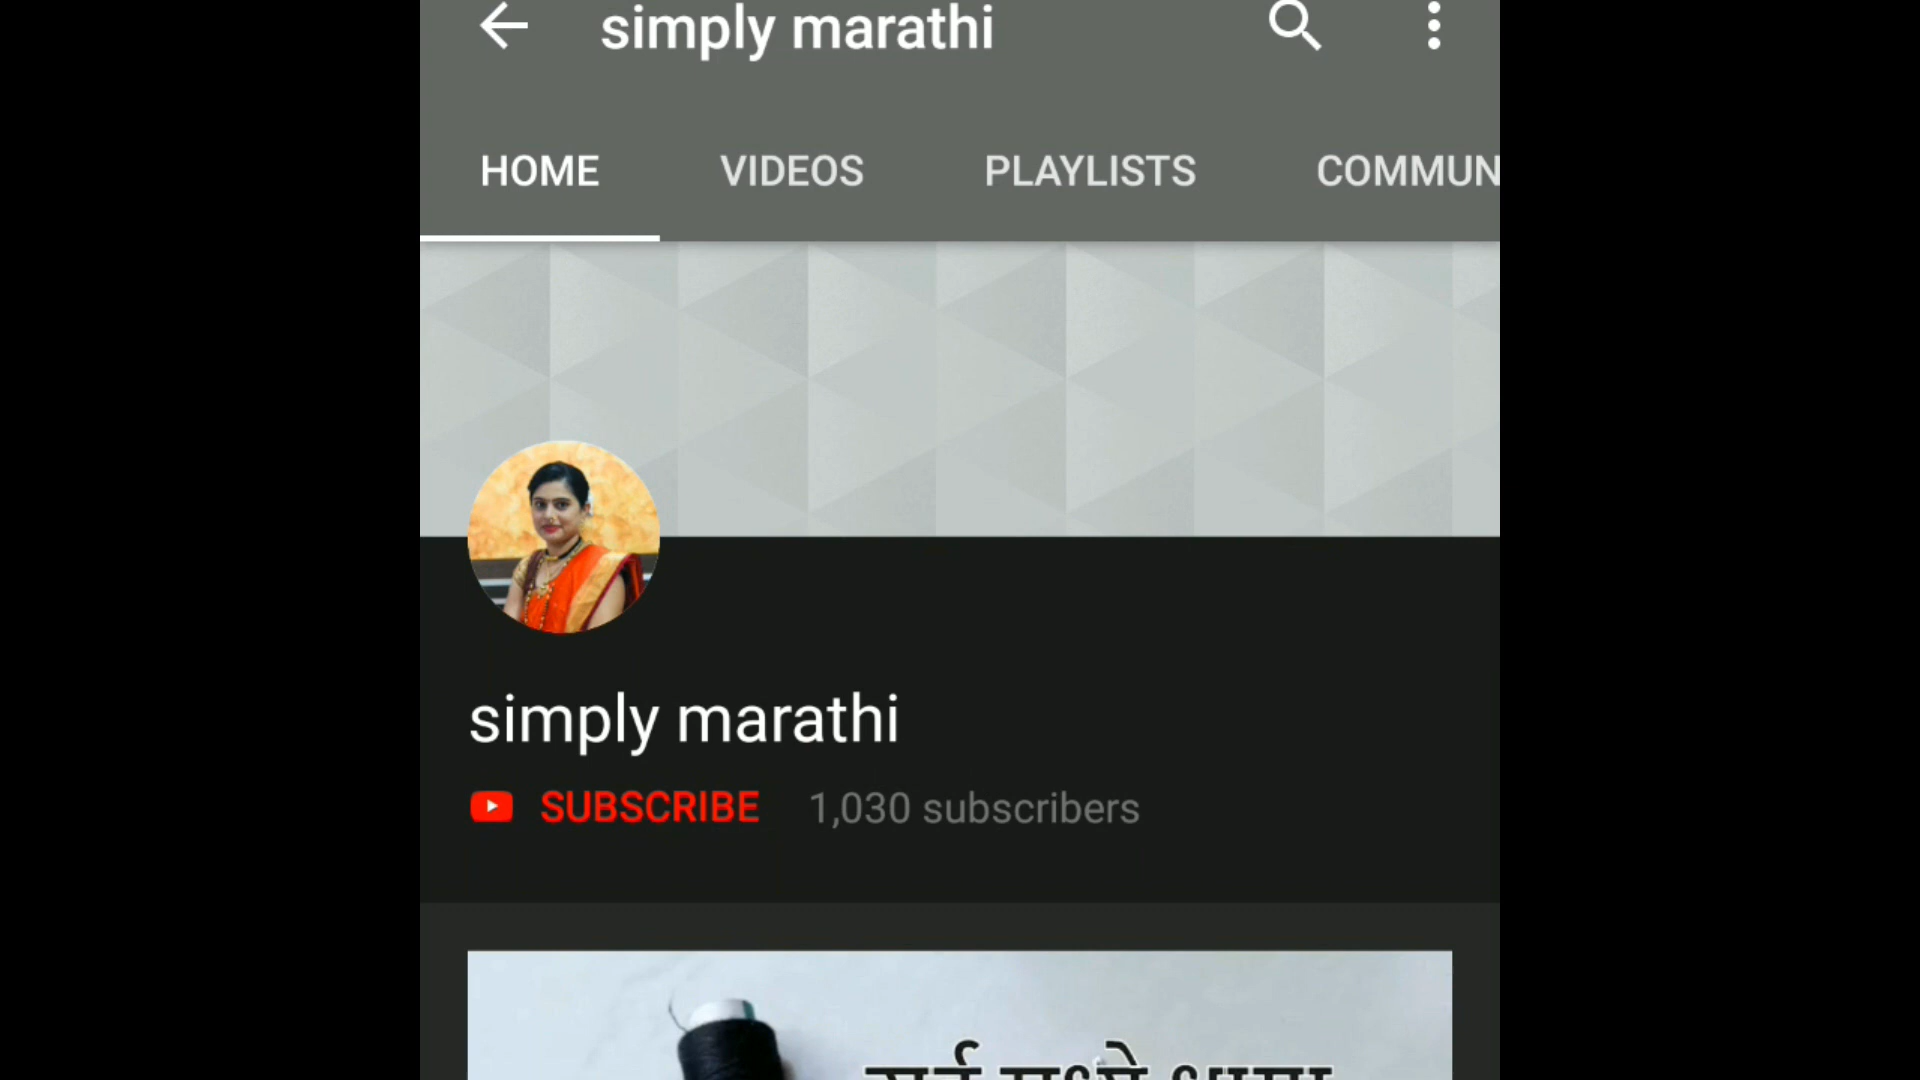 simply marathi
HOME VIDEOS PLAYLISTS COMMUN
simply marathi
SUBSCRIBE 1,030 subscribers